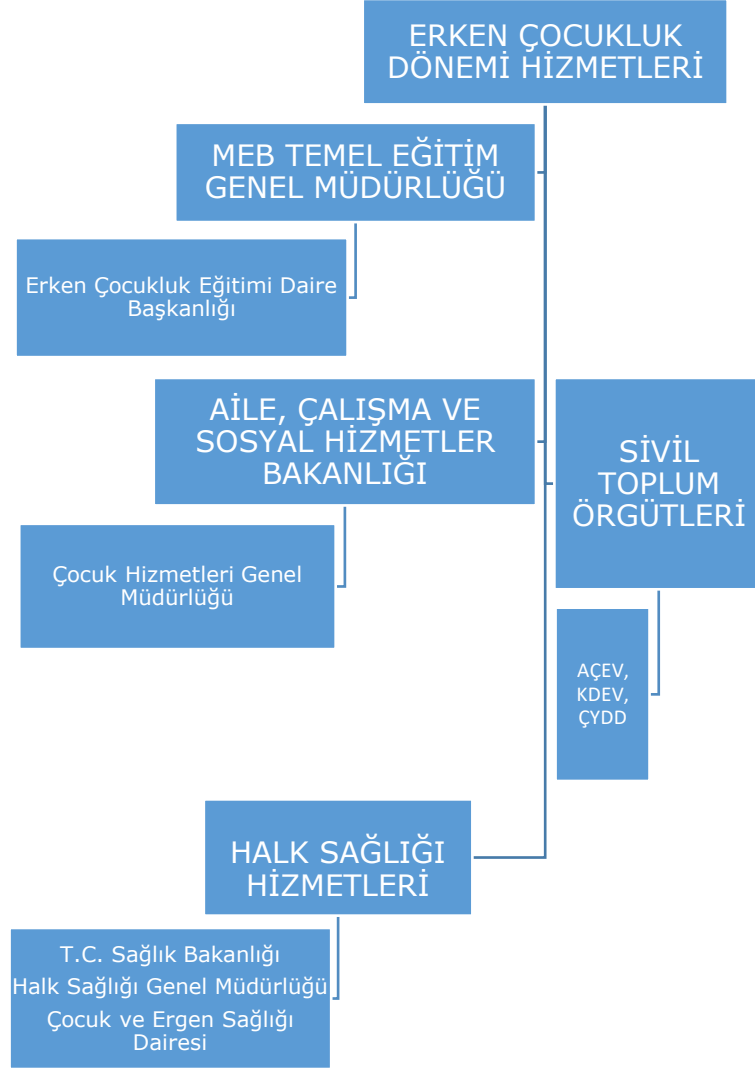 ERKEN ÇOCUKLUK
DÖNEMİ HİZMETLERİ
MEB TEMEL EĞİTİM
GENEL MÜDÜRLÜĞÜ
Erken Çocukluk Eğitimi Daire
Başkanlığı
AİLE, ÇALIŞMA VE
SOSYAL HİZMETLER
BAKANLIĞI
Çocuk Hizmetleri Genel
Müdürlüğü
SİVİL
TOPLUM
ÖRGÜTLERİ
AÇEV,
KDEV,
ÇYDD
HALK SAĞLIĞI
HİZMETLERİ
T.C. Sağlık Bakanlığı
Halk Sağlığı Genel Müdürlüğü
Çocuk ve Ergen Sağlığı
Dairesi